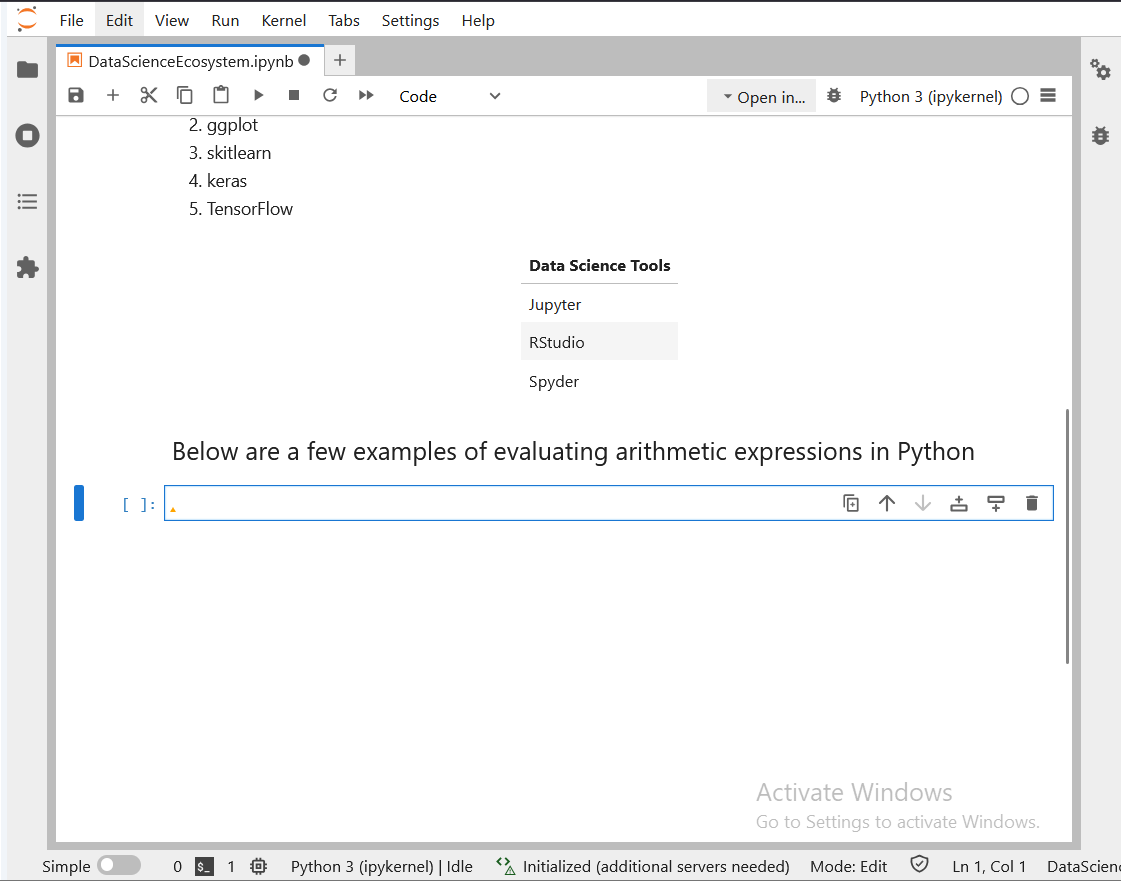 File Edit View Run Kernel Tabs Settings Help
DataScienceEcosystem.ipynb
Code Open in... Python 3 (ipykernel)
2. ggplot
3. skitlearn
4. keras
5. TensorFlow
Data Science Tools
Jupyter
RStudio
Spyder
Below are a few examples of evaluating arithmetic expressions in Python
[ ]:
Activate Windows
Go to Settings to activate Windows.
Simple 0 $_ 1 Python 3 (ipykernel) | Idle Initialized (additional servers needed) Mode: Edit Ln 1, Col 1 DataScien